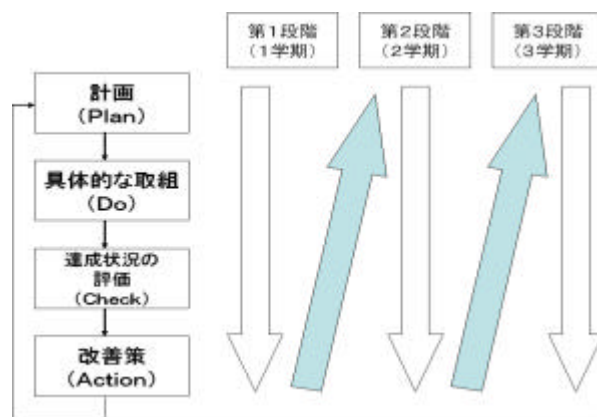 第1段階
(1学期)
第2段階
(2学期)
第3段階
(3学期)
計画
(Plan)
具体的な取組
(Do)
達成状況の
評価
(Check)
改善策
(Action)